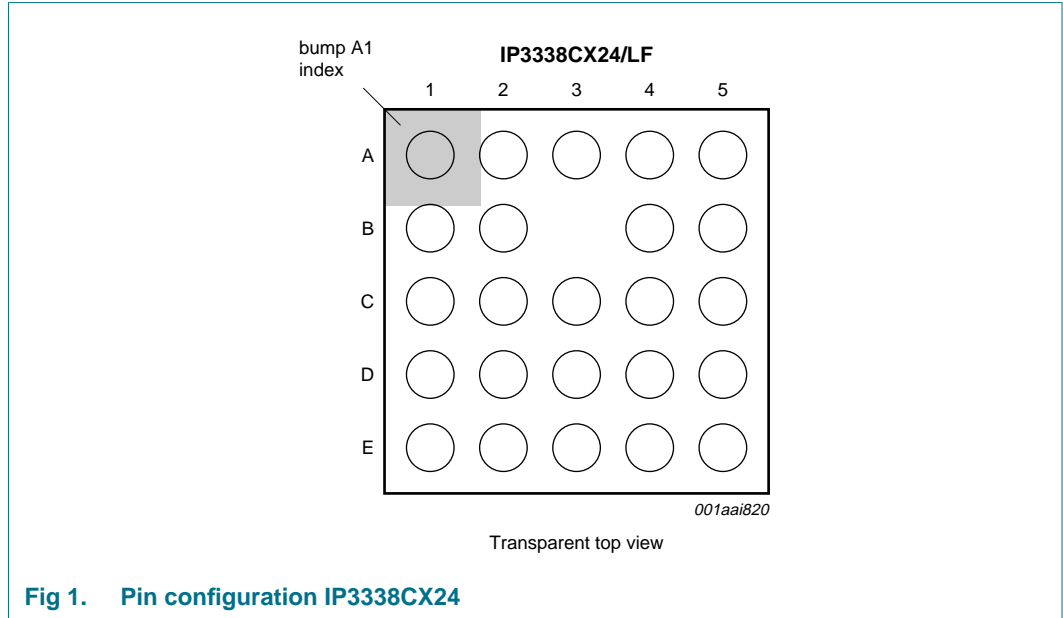 bump A1
index
IP3338CX24/LF
1 2 3 4 5
A
B
C
D
E
001aai820
Transparent top view
Fig 1. Pin configuration IP3338CX24